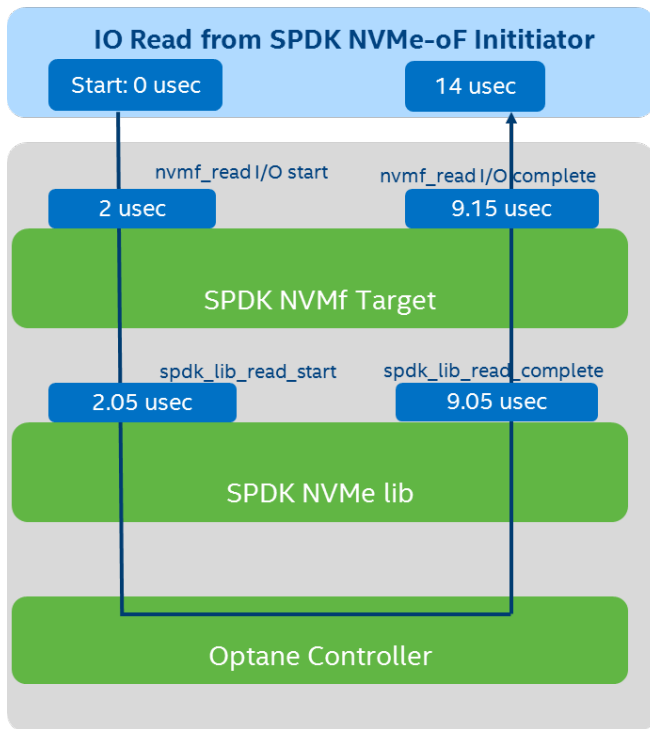 IO Read from SPDK NVMe-oF Inititiator
Start: 0 usec
14 usec
nvmf_read I/O start
nvmf_read I/O complete
2 usec
9.15 usec
SPDK NVMf Target
spdk_lib_read_start
spdk_lib_read_complete
2.05 usec
9.05 usec
SPDK NVMe lib
Optane Controller